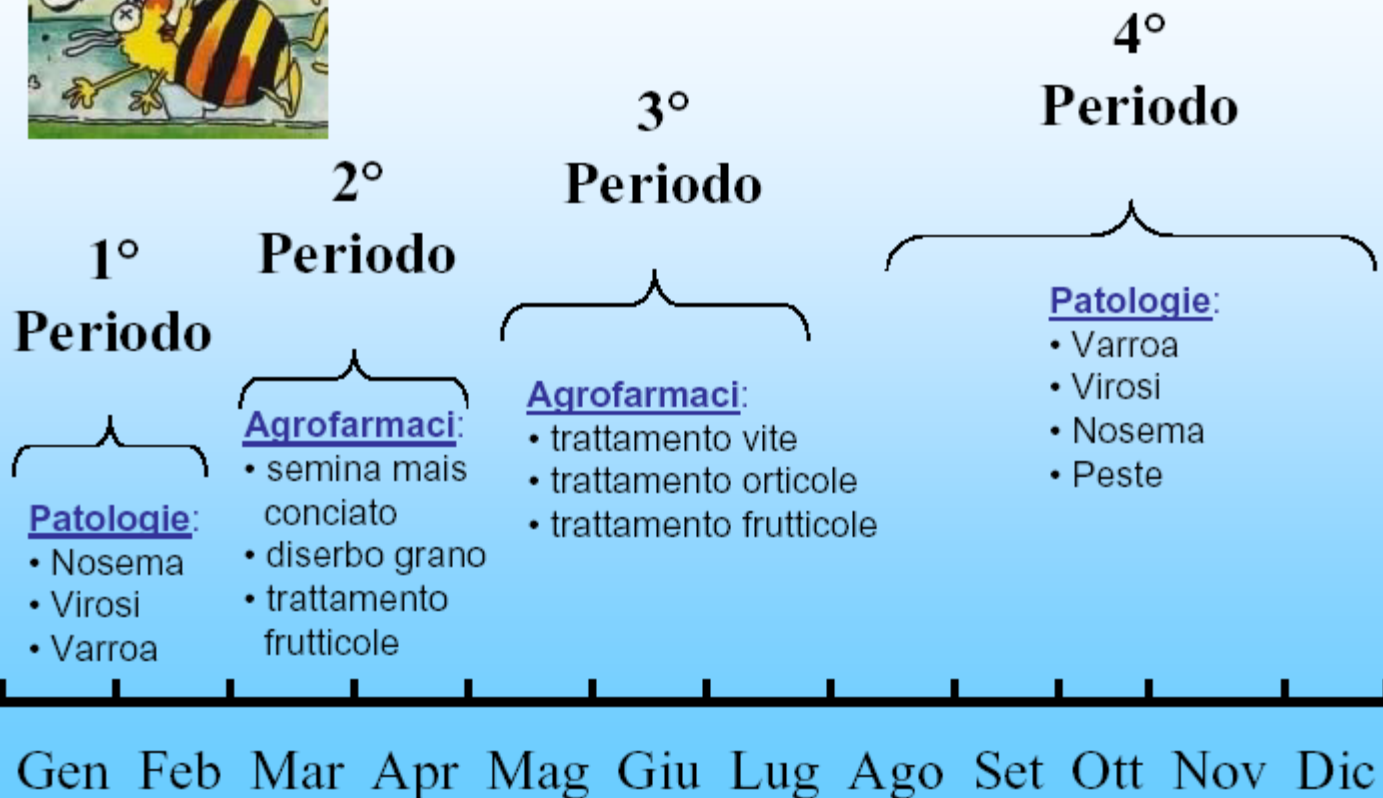 1°
Periodo
Patologie:
• Nosema
• Virosi
• Varroa
2°
Periodo
Agrofarmaci:
• semina mais
conciato
• diserbo grano
• trattamento
frutticole
3°
Periodo
Agrofarmaci:
• trattamento vite
• trattamento orticole
• trattamento frutticole
4°
Periodo
Patologie:
• Varroa
• Virosi
• Nosema
• Peste
Gen Feb Mar Apr Mag Giu Lug Ago Set Ott Nov Dic